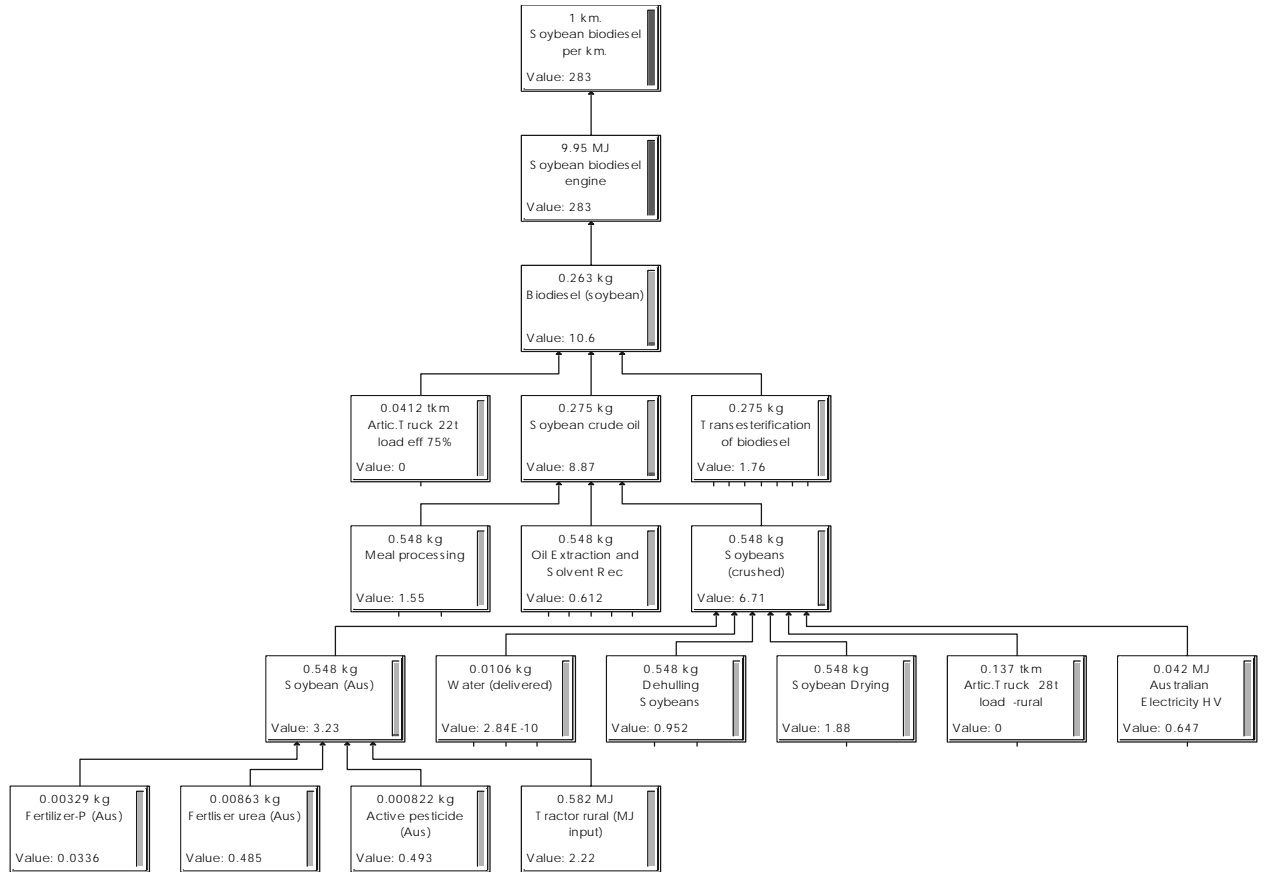 1 km.
Soybean biodiesel
per km.
Value: 283
9.95 MJ
Soybean biodiesel
engine
Value: 283
0.263 kg
Biodiesel (soybean)
Value: 10.6
0.0412 tkm
Artic.Truck 22t
load eff 75%
Value: 0
0.275 kg
Soybean crude oil
Value: 8.87
0.275 kg
Transesterification
of biodiesel
Value: 1.76
0.548 kg
Meal processing
Value: 1.55
0.548 kg
Oil Extraction and
Solvent Rec
Value: 0.612
0.548 kg
Soybeans
(crushed)
Value: 6.71
0.548 kg
Soybean (Aus)
Value: 3.23
0.0106 kg
Water (delivered)
Value: 2.84E-10
0.548 kg
Dehulling
Soybeans
Value: 0.952
0.548 kg
Soybean Drying
Value: 1.88
0.137 tkm
Artic.Truck 28t
load -rural
Value: 0
0.042 MJ
Australian
Electricity HV
Value: 0.647
0.00329 kg
Fertilizer-P (Aus)
Value: 0.0336
0.00863 kg
Fertliser urea (Aus)
Value: 0.485
0.000822 kg
Active pesticide
(Aus)
Value: 0.493
0.582 MJ
Tractor rural (MJ
input)
Value: 2.22